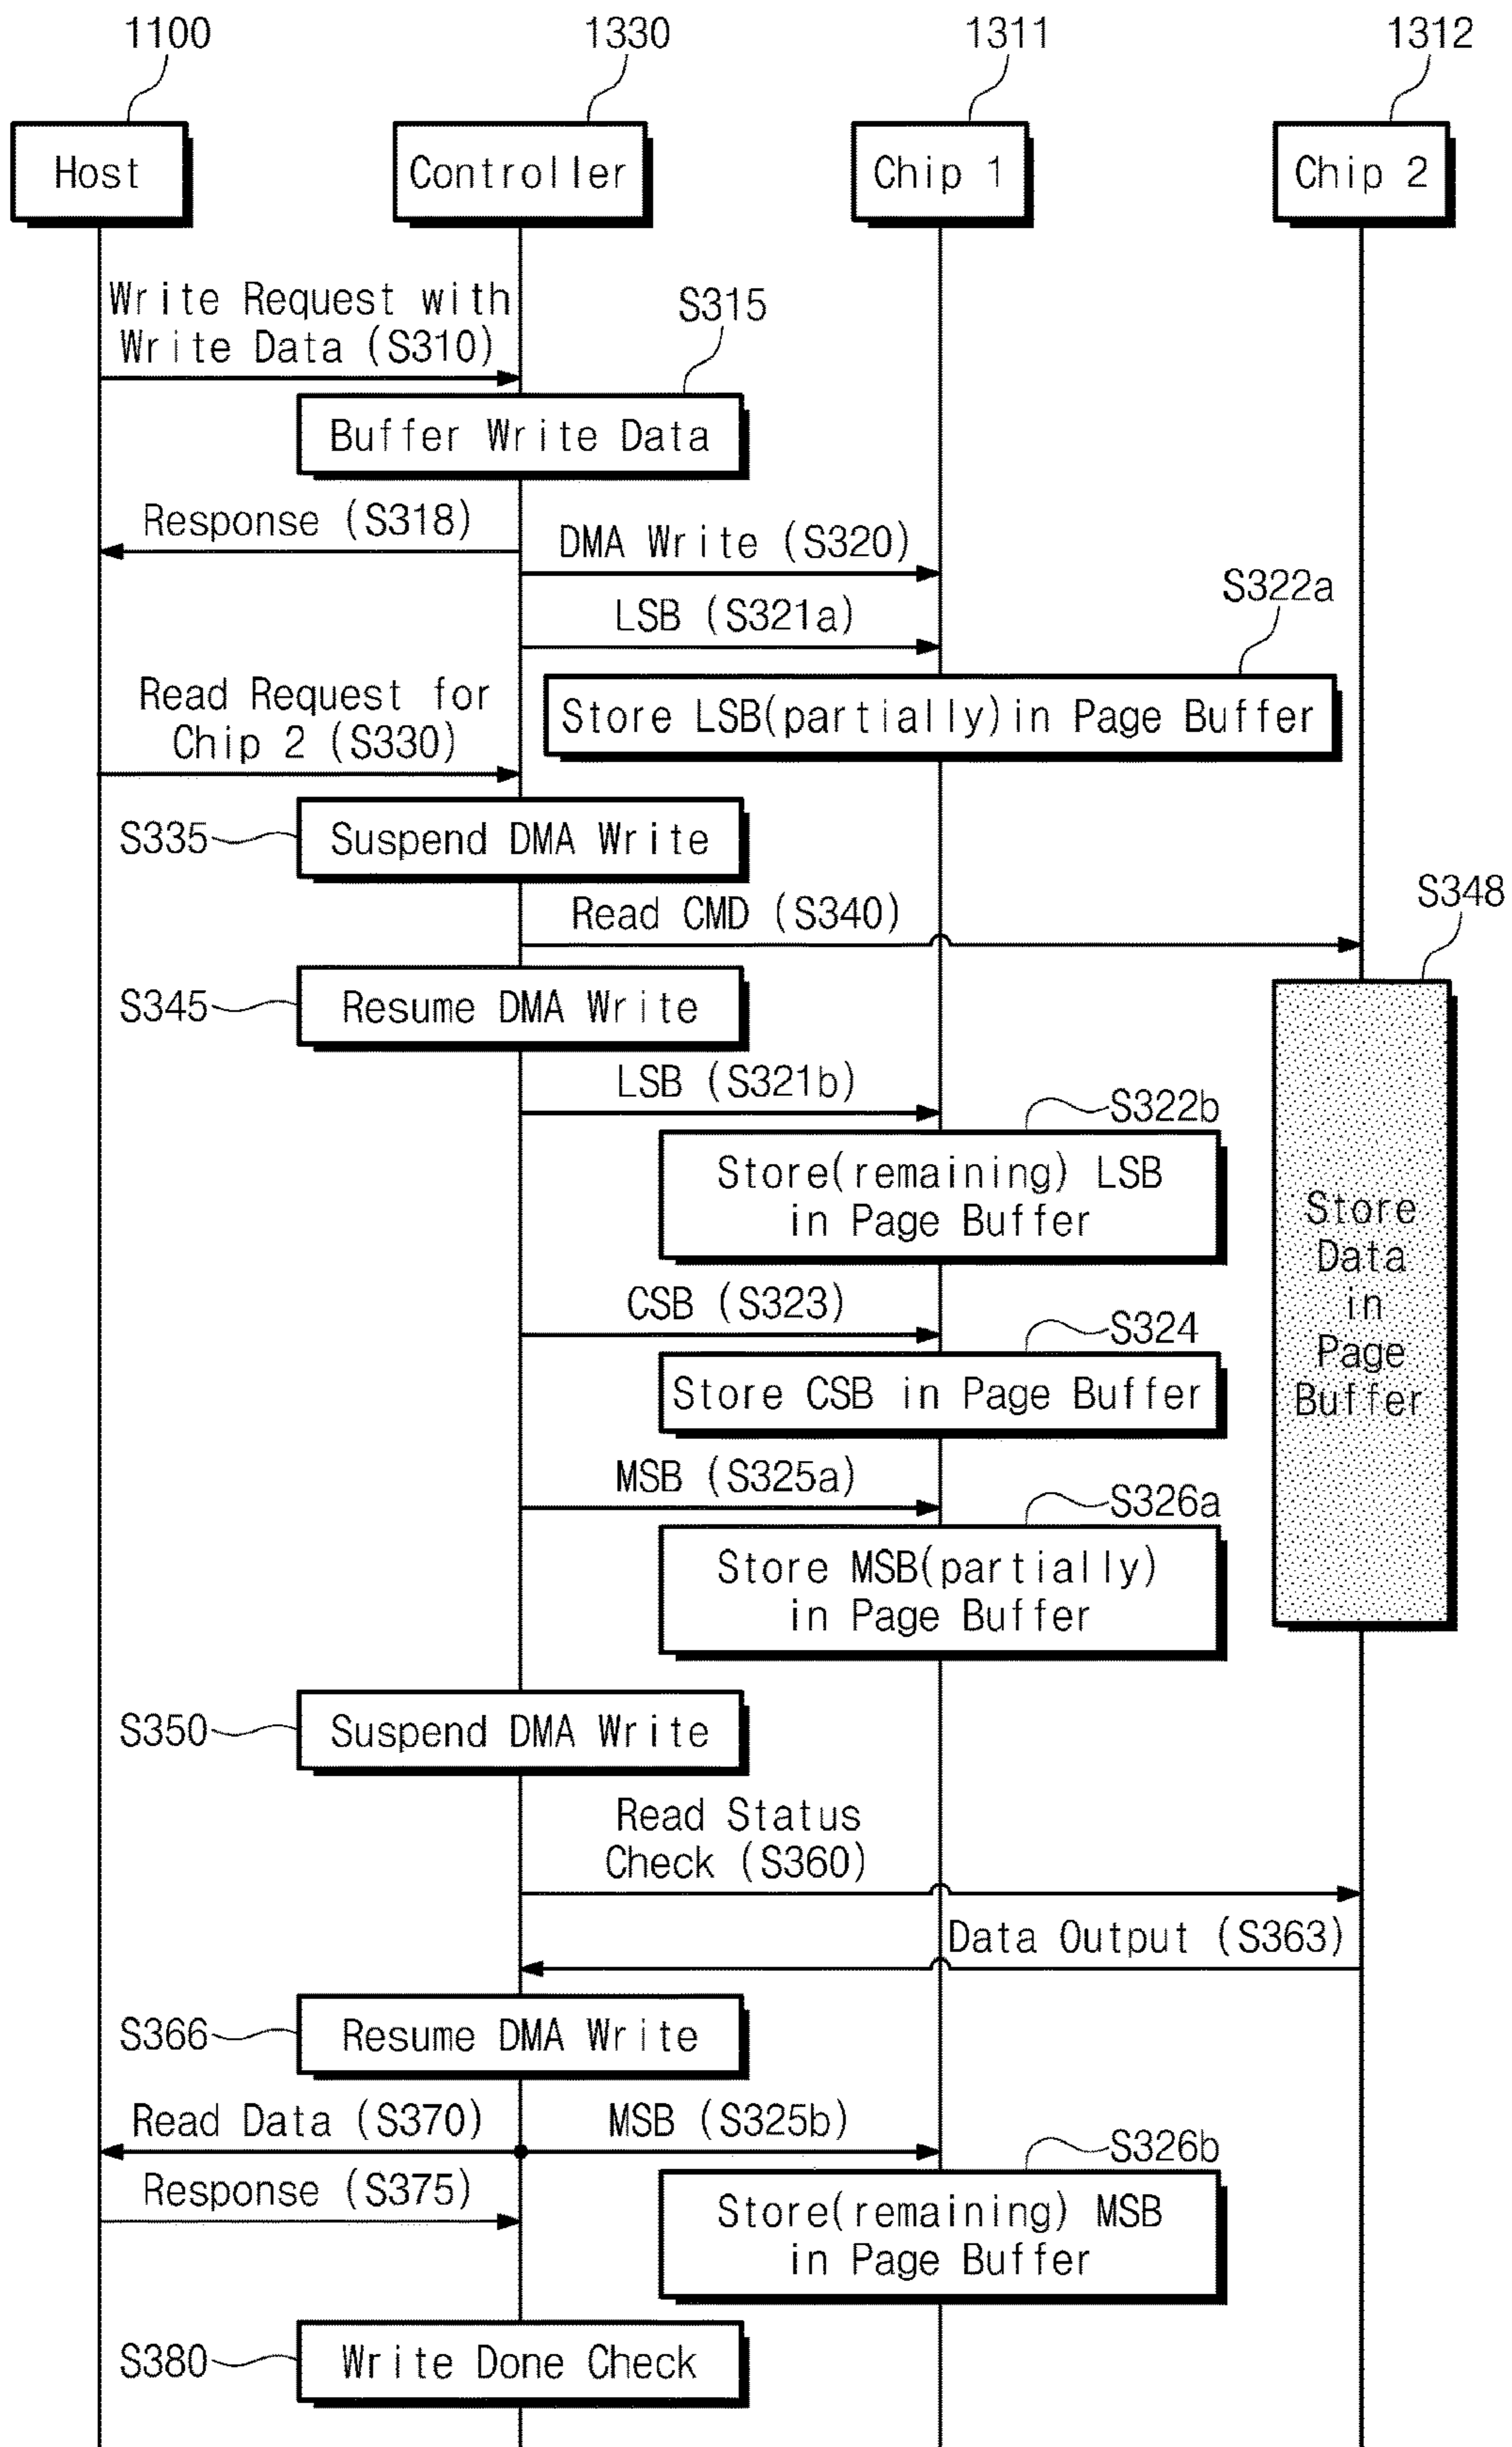 1100
1330
1311
1312
Host
Controller
Chip 1
Chip 2
Write Request with
Write Data (S310)
S315
Buffer Write Data
Response (S318)
DMA Write (S320)
LSB (S321a)
S322a
Store LSB(partially)in Page Buffer
Read Request for
Chip 2 (S330)
S335
Suspend DMA Write
Read CMD (S340)
S348
S345
Resume DMA Write
LSB (S321b)
S322b
Store(remaining) LSB
in Page Buffer
Store
Data
in
Page
Buffer
CSB (S323)
S324
Store CSB in Page Buffer
MSB (S325a)
S326a
Store MSB(partially)
in Page Buffer
S350
Suspend DMA Write
Read Status
Check (S360)
Data Output (S363)
S366
Resume DMA Write
Read Data (S370)
MSB (S325b)
S326b
Response (S375)
Store(remaining) MSB
in Page Buffer
S380
Write Done Check